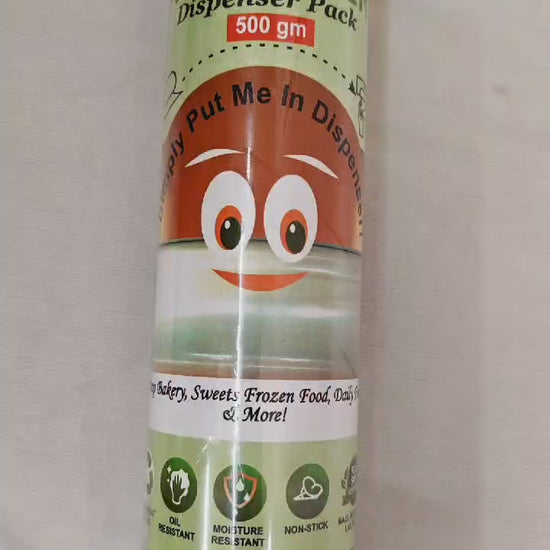 Dispenser Pack
500 gm
Simply Put Me In Dispenser!
Bakery, Sweets Frozen Food, Daily
& More!
OIL
RESISTANT
MOISTURE
RESISTANT
NON-STICK